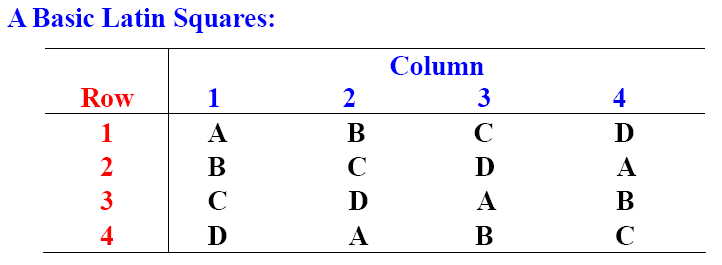 A Basic Latin Squares:
Column
Row 1 2 3 4
1 A B C D
2 B C D A
3 C D A B
4 D A B C